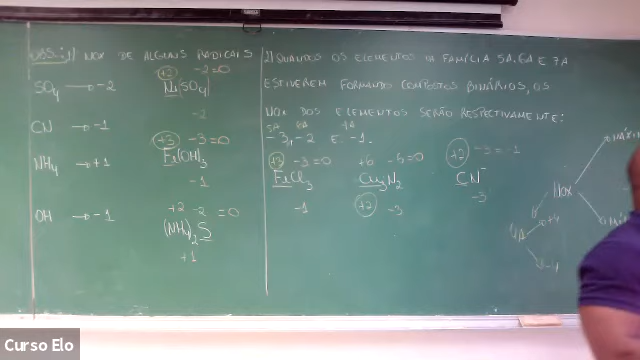 OBS: 1) NOX DE ALGUNS RADICAIS
+2 -2 = 0
SO4 → -2
Ni(SO4)
-2
CN → -1
+3 -3 = 0
NH4 → +1
Fe(OH)3
-1
OH → -1
+2 -2 = 0
(NH4)2 S
+1
2) QUANDO OS ELEMENTOS DA FAMÍLIA 5A, 6A E 7A
ESTIVEREM FORMANDO COMPOSTOS BINÁRIOS, OS
NOX DOS ELEMENTOS SERÃO RESPECTIVAMENTE:
5A 6A 7A
-3, -2 E -1.
+3 -3 = 0
FeCl3
-1
+6 -6 = 0
N2
+2 -3
+2 -3 = -1
CN-
-3
NOX
4A
+4
-4
Curso Elo